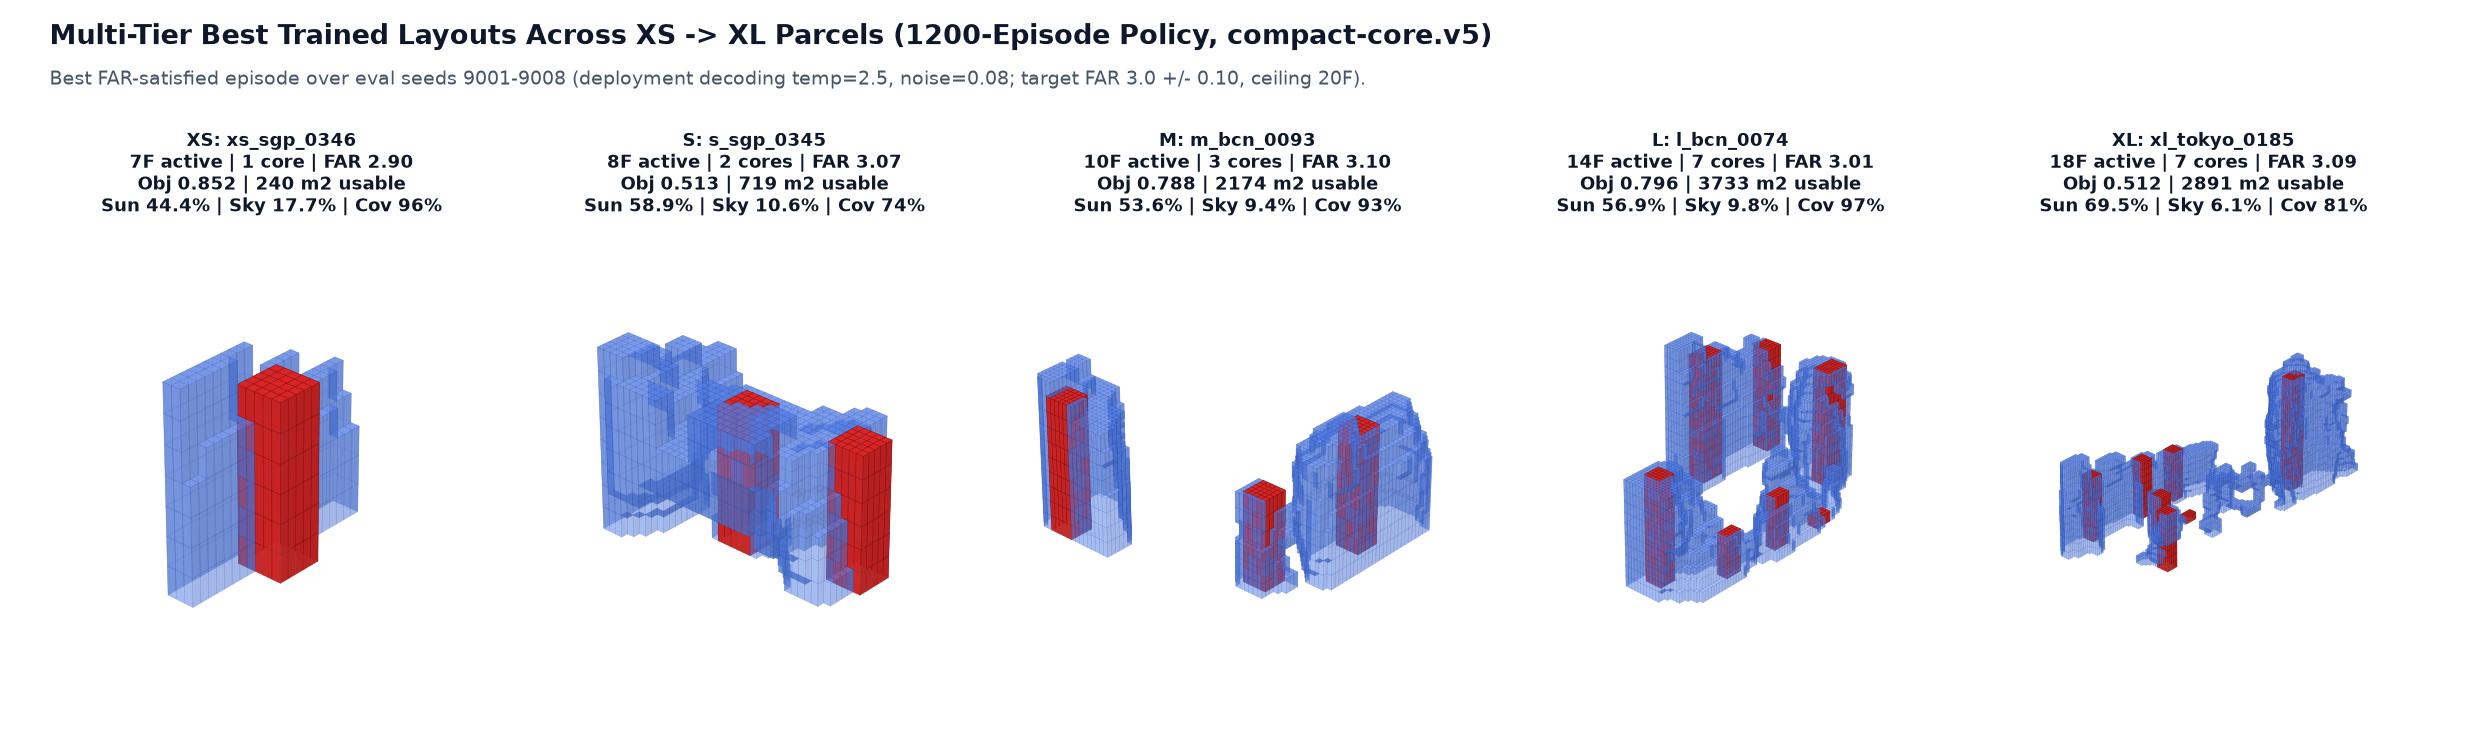 Multi-Tier Best Trained Layouts Across XS -> XL Parcels (1200-Episode Policy, compact-core.v5)
Best FAR-satisfied episode over eval seeds 9001-9008 (deployment decoding temp=2.5, noise=0.08; target FAR 3.0 +/- 0.10, ceiling 20F).
XS: xs_sgp_0346
7F active | 1 core | FAR 2.90
Obj 0.852 | 240 m2 usable
Sun 44.4% | Sky 17.7% | Cov 96%
S: s_sgp_0345
8F active | 2 cores | FAR 3.07
Obj 0.513 | 719 m2 usable
Sun 58.9% | Sky 10.6% | Cov 74%
M: m_bcn_0093
10F active | 3 cores | FAR 3.10
Obj 0.788 | 2174 m2 usable
Sun 53.6% | Sky 9.4% | Cov 93%
L: l_bcn_0074
14F active | 7 cores | FAR 3.01
Obj 0.796 | 3733 m2 usable
Sun 56.9% | Sky 9.8% | Cov 97%
XL: xl_tokyo_0185
18F active | 7 cores | FAR 3.09
Obj 0.512 | 2891 m2 usable
Sun 69.5% | Sky 6.1% | Cov 81%